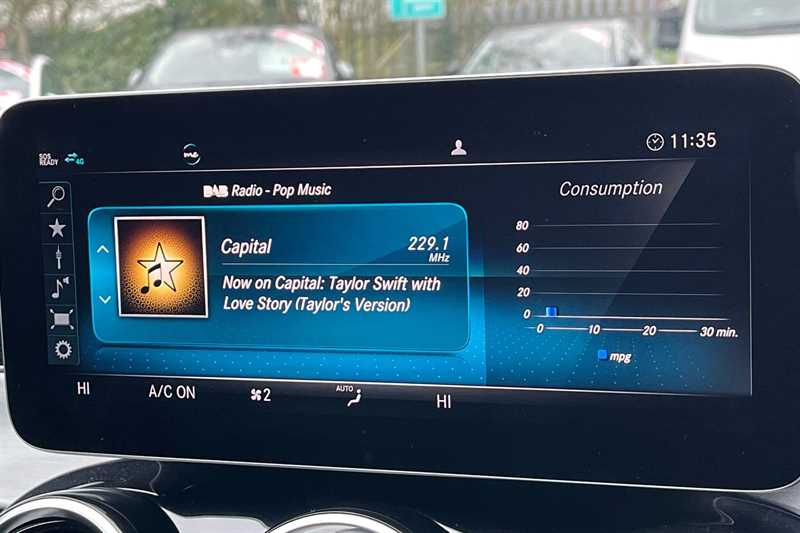 SOS
READY
4G
me
11:35
DAB Radio - Pop Music
Capital
229.1
MHz
Now on Capital: Taylor Swift with
Love Story (Taylor's Version)
Consumption
80
60
40
20
0
0 10 20 30 min.
mpg
HI
A/C ON
2
AUTO
HI